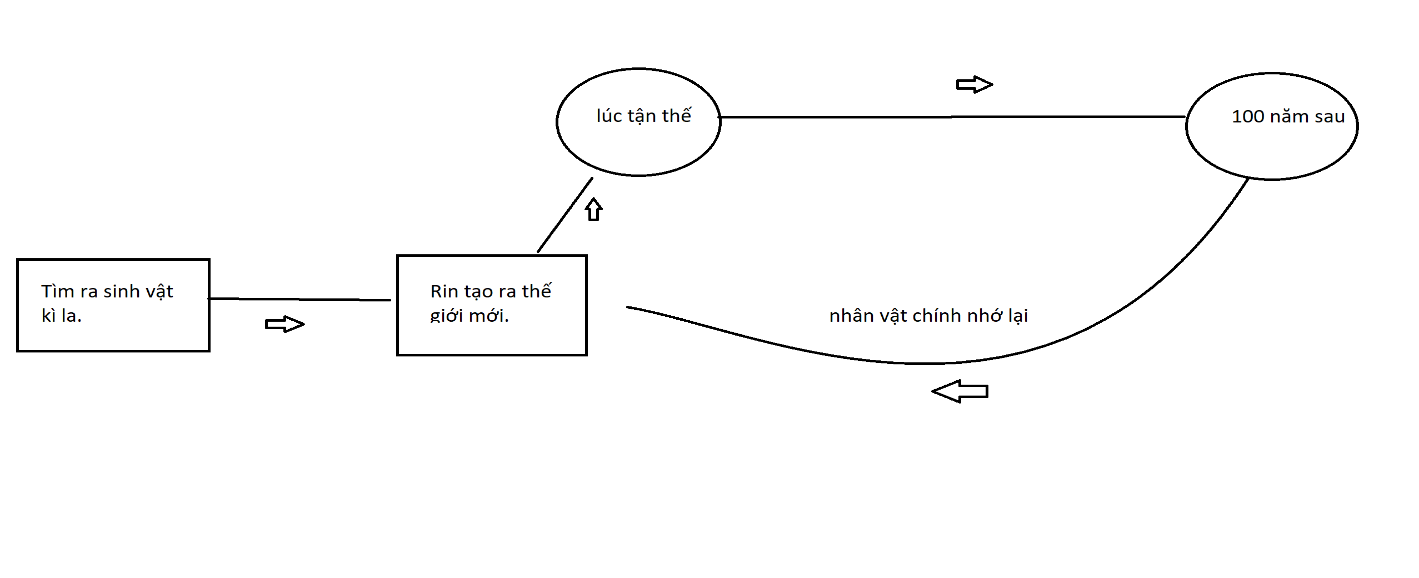 lúc tận thế
100 năm sau
Tìm ra sinh vật
kì la.
Rin tạo ra thế
giới mới.
nhân vật chính nhớ lại